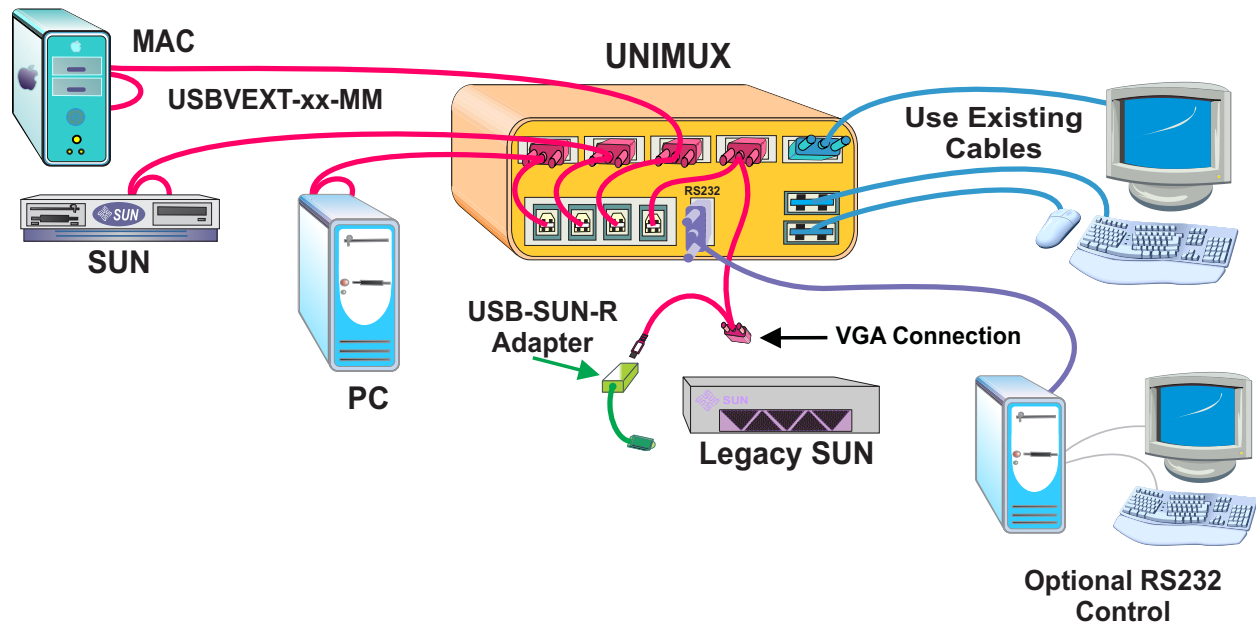 MAC
UNIMUX
USBVEXT-xx-MM
Use Existing
Cables
SUN
RS232
SUN
USB-SUN-R
Adapter
VGA Connection
PC
SUN
Legacy SUN
Optional RS232
Control